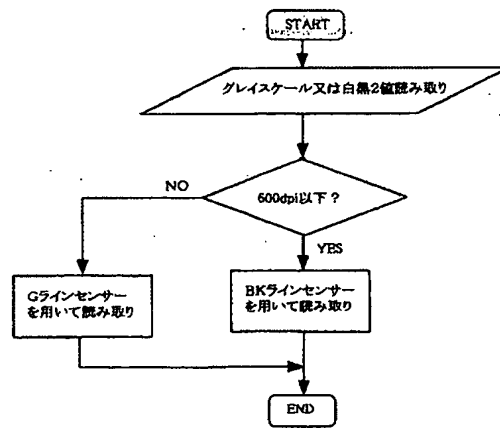 START
グレイスケール又は白黒2値読み取り
600dpi以下？
NO
YES
Gラインセンサー
を用いて読み取り
BKラインセンサー
を用いて読み取り
END